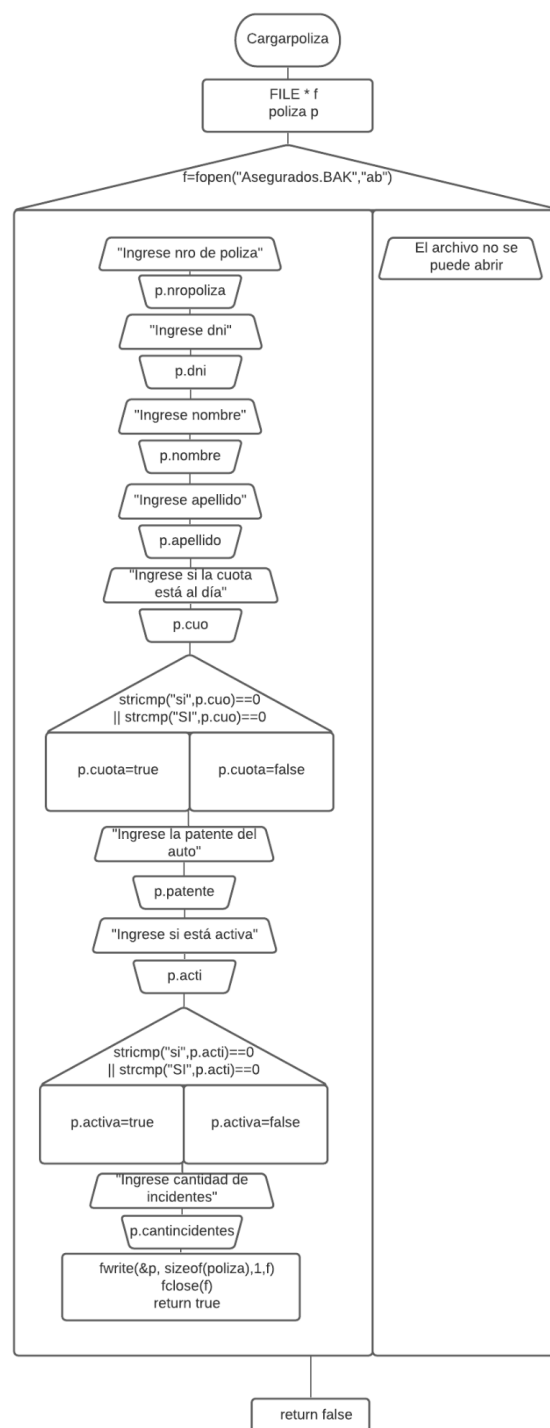 Cargarpoliza
FILE * f
poliza p
f=fopen("Asegurados.BAK","ab")
"Ingrese nro de poliza"
p.nropoliza
"Ingrese dni"
p.dni
"Ingrese nombre"
p.nombre
"Ingrese apellido"
p.apellido
"Ingrese si la cuota
está al día"
p.cuo
stricmp("si",p.cuo)==0
|| strcmp("SI",p.cuo)==0
p.cuota=true
p.cuota=false
"Ingrese la patente del
auto"
p.patente
"Ingrese si está activa"
p.acti
stricmp("si",p.acti)==0
|| strcmp("SI",p.acti)==0
p.activa=true
p.activa=false
"Ingrese cantidad de
incidentes"
p.cantincidentes
fwrite(&p, sizeof(poliza),1,f)
fclose(f)
return true
El archivo no se
puede abrir
return false